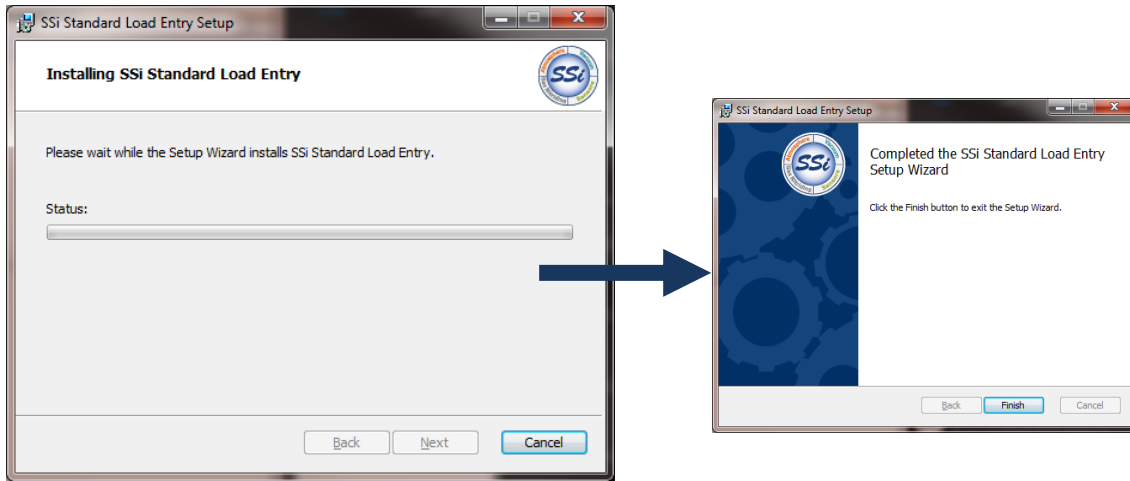 SSi Standard Load Entry Setup
Installing SSi Standard Load Entry
SSi
Please wait while the Setup Wizard installs SSi Standard Load Entry.
Status:
Back
Next
Cancel
SSi Standard Load Entry Setup
SSi
Completed the SSi Standard Load Entry
Setup Wizard
Click the Finish button to exit the Setup Wizard.
Back
Finish
Cancel